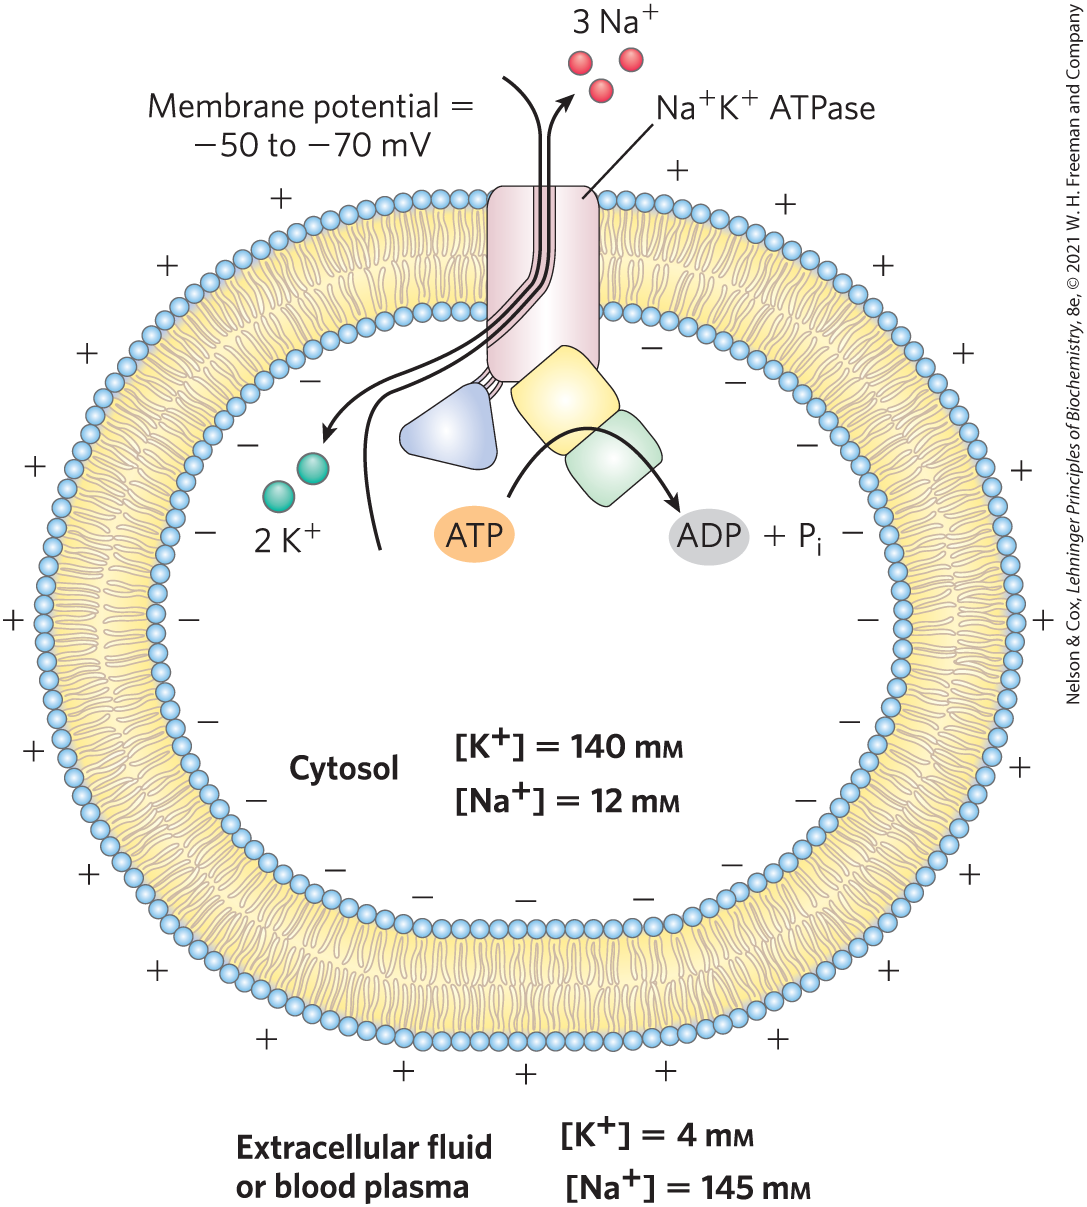 3 Na⁺
Membrane potential =
−50 to −70 mV
Na⁺K⁺ ATPase
2 K⁺
ATP
ADP + Pᵢ
Cytosol
[K⁺] = 140 mM
[Na⁺] = 12 mM
Extracellular fluid
or blood plasma
[K⁺] = 4 mM
[Na⁺] = 145 mM
Nelson & Cox, Lehninger Principles of Biochemistry, 8e, © 2021 W. H. Freeman and Company